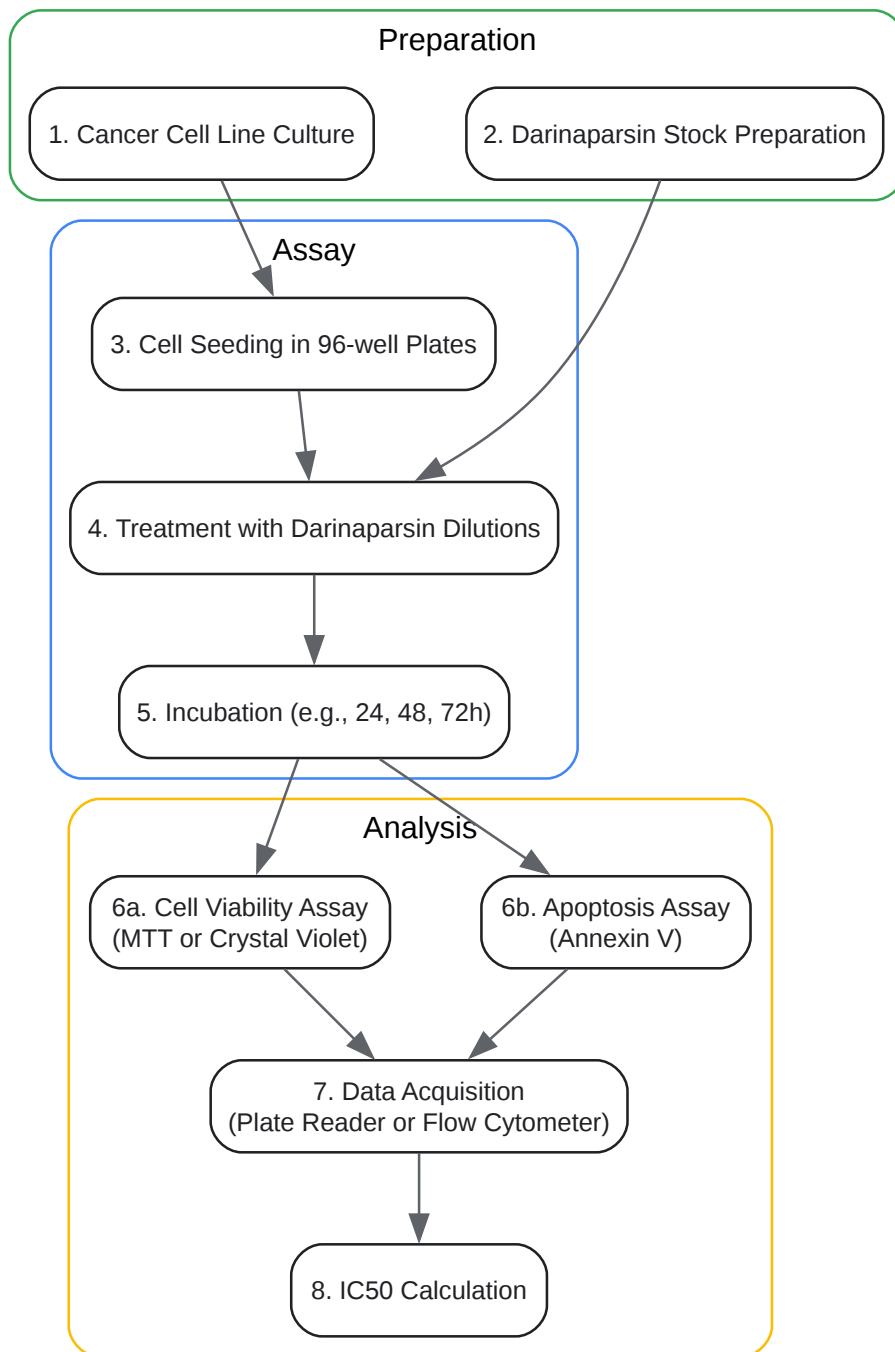 Preparation
1. Cancer Cell Line Culture
2. Darinaparsin Stock Preparation
Assay
3. Cell Seeding in 96-well Plates
4. Treatment with Darinaparsin Dilutions
5. Incubation (e.g., 24, 48, 72h)
Analysis
6a. Cell Viability Assay
(MTT or Crystal Violet)
6b. Apoptosis Assay
(Annexin V)
7. Data Acquisition
(Plate Reader or Flow Cytometer)
8. IC50 Calculation